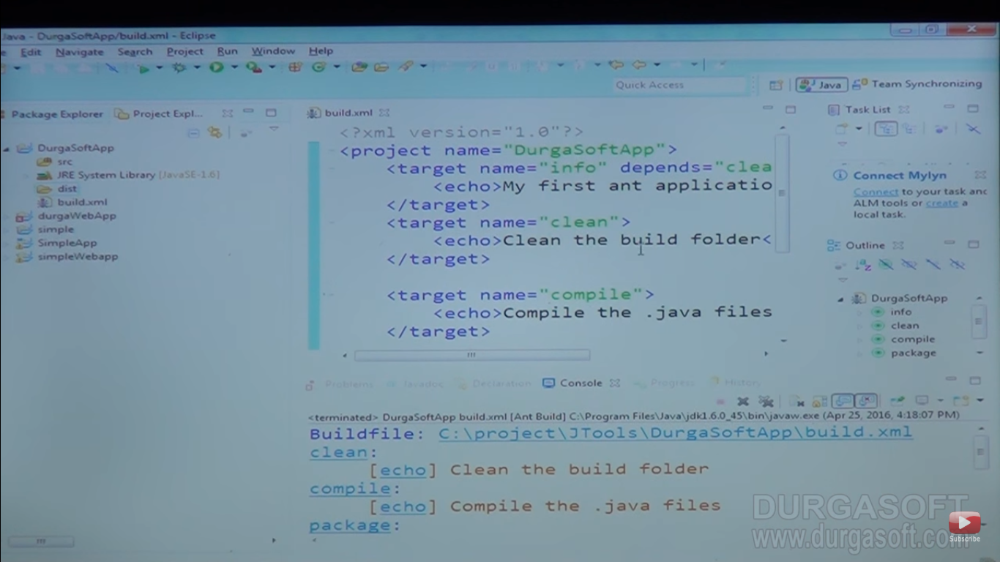 Java - DurgaSoftApp/build.xml - Eclipse
Edit Navigate Search Project Run Window Help
Quick Access
Java
Team Synchronizing
Package Explorer
Project Expl...
DurgaSoftApp
src
JRE System Library [JavaSE-1.6]
dist
build.xml
durgaWebApp
simple
SimpleApp
simpleWebapp
build.xml
<?xml version="1.0"?>
<project name="DurgaSoftApp">
<target name="info" depends="clea
<echo>My first ant applicatio
</target>
<target name="clean">
<echo>Clean the build folder<
</target>
<target name="compile">
<echo>Compile the .java files
</target>
Task List
Connect Mylyn
Connect to your task and
ALM tools or create a
local task.
Outline
DurgaSoftApp
info
clean
compile
package
Problems Javadoc Declaration Console Progress History
<terminated> DurgaSoftApp build.xml [Ant Build] C:\Program Files\Java\jdk1.6.0_45\bin\javaw.exe (Apr 25, 2016, 4:18:07 PM)
Buildfile: C:\project\JTools\DurgaSoftApp\build.xml
clean:
[echo] Clean the build folder
compile:
[echo] Compile the .java files
package:
DURGASOFT
www.durgasoft.com
Subscribe